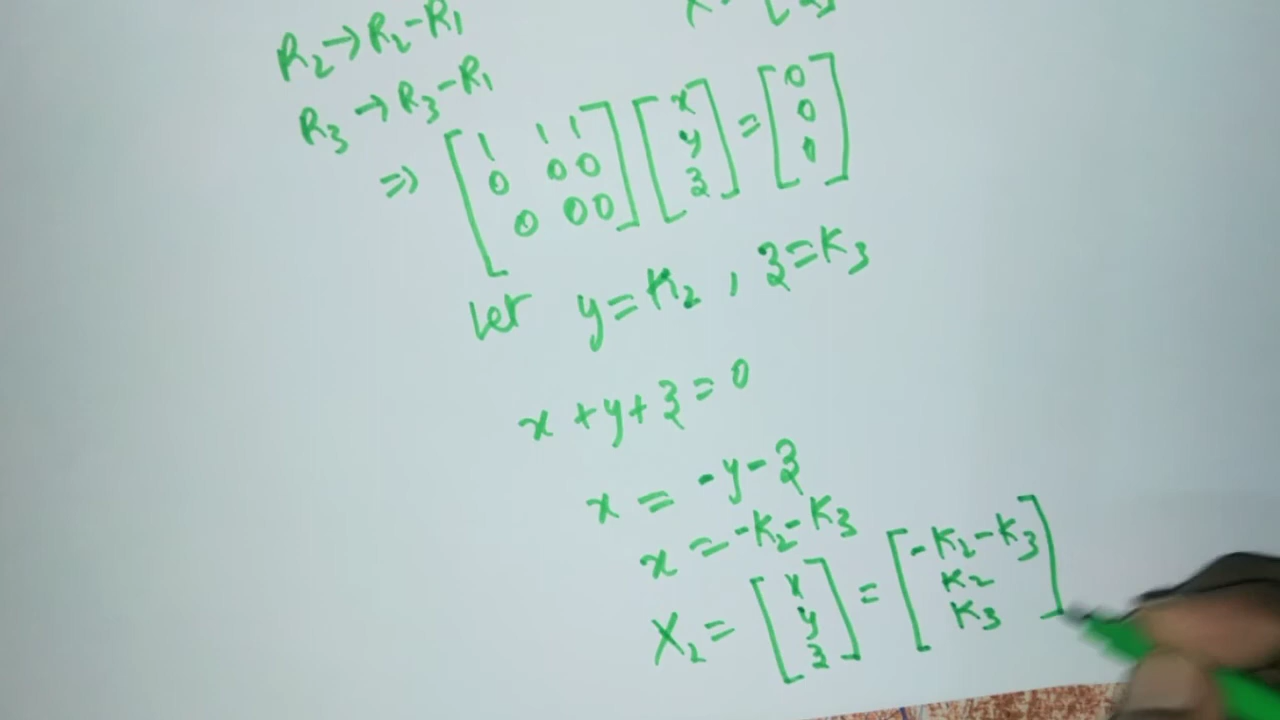 R₂→R₂-R₁
R₃→R₃-R₁
⇒ [1 1 1; 0 0 0; 0 0 0] [x; y; z] = [0; 0; 0]
Let y=K₂, z=K₃
x+y+z=0
x = -y-z
x = -K₂-K₃
X₂ = [x; y; z] = [-K₂-K₃; K₂; K₃]